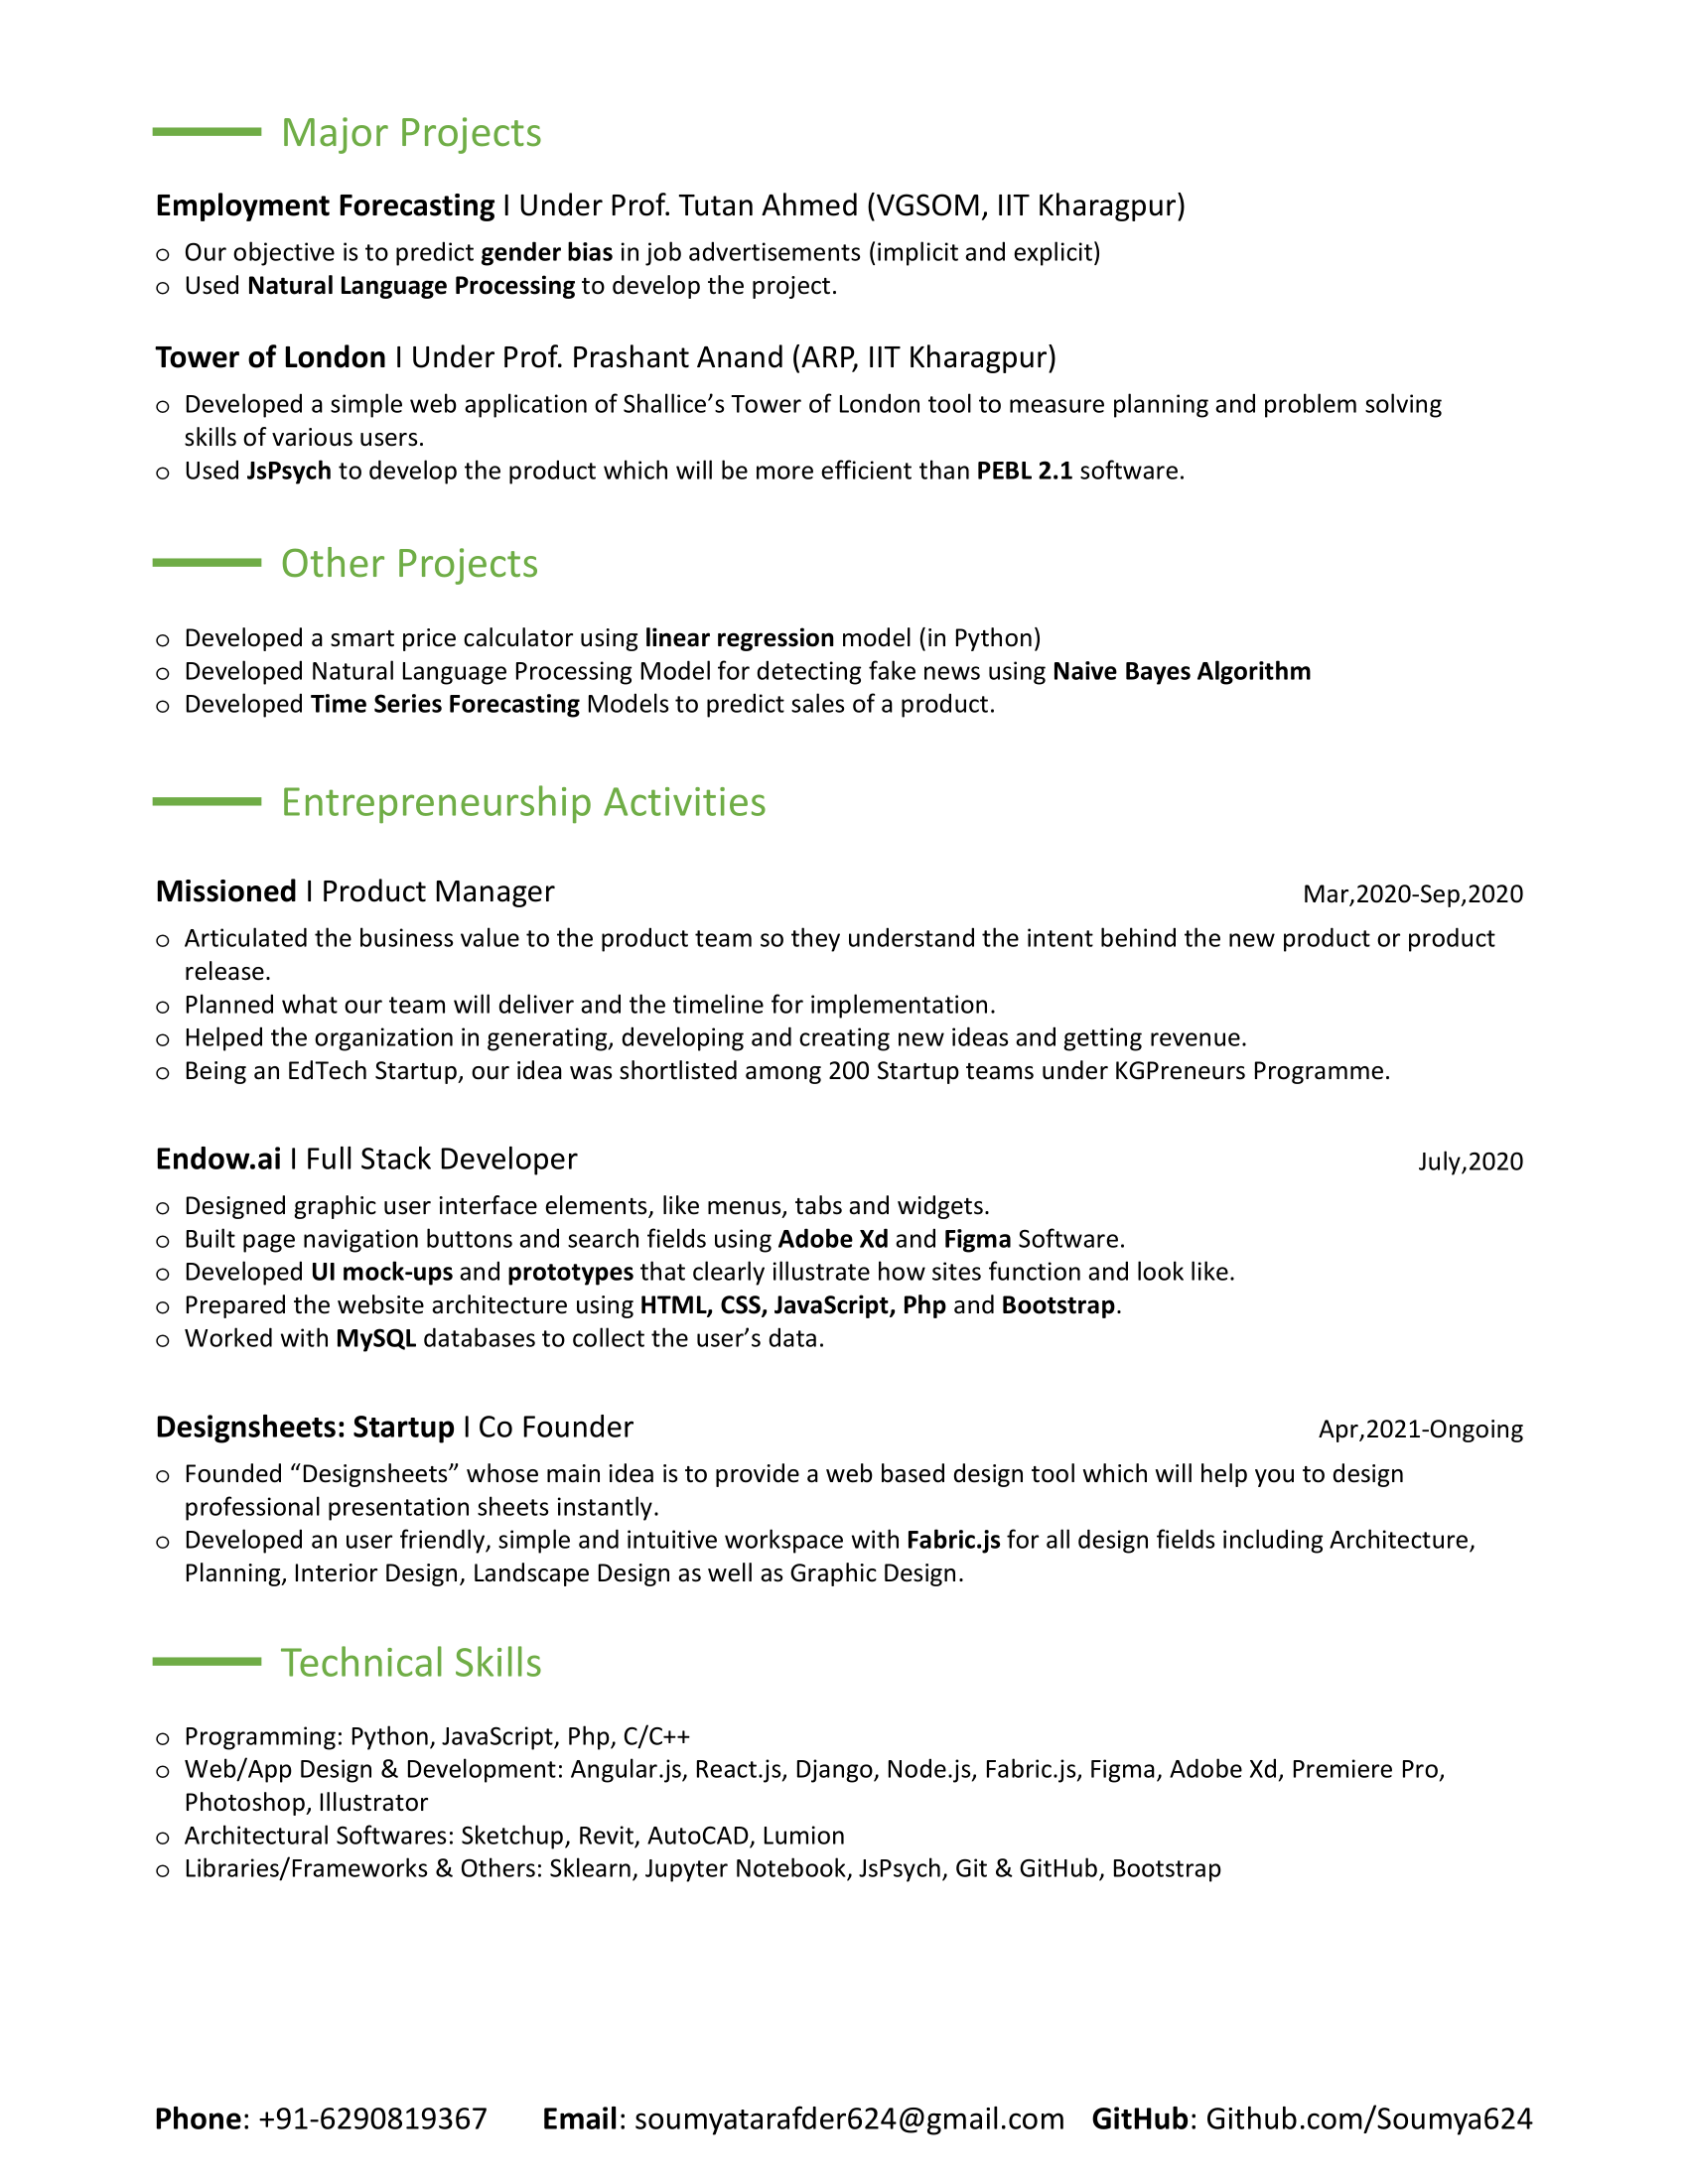 Major Projects
Employment Forecasting I Under Prof. Tutan Ahmed (VGSOM, IIT Kharagpur)
o Our objective is to predict gender bias in job advertisements (implicit and explicit)
o Used Natural Language Processing to develop the project.
Tower of London I Under Prof. Prashant Anand (ARP, IIT Kharagpur)
o Developed a simple web application of Shallice’s Tower of London tool to measure planning and problem solving
skills of various users.
o Used JsPsych to develop the product which will be more efficient than PEBL 2.1 software.
Other Projects
o Developed a smart price calculator using linear regression model (in Python)
o Developed Natural Language Processing Model for detecting fake news using Naive Bayes Algorithm
o Developed Time Series Forecasting Models to predict sales of a product.
Entrepreneurship Activities
Missioned I Product Manager Mar,2020-Sep,2020
o Articulated the business value to the product team so they understand the intent behind the new product or product
release.
o Planned what our team will deliver and the timeline for implementation.
o Helped the organization in generating, developing and creating new ideas and getting revenue.
o Being an EdTech Startup, our idea was shortlisted among 200 Startup teams under KGPreneurs Programme.
Endow.ai I Full Stack Developer July,2020
o Designed graphic user interface elements, like menus, tabs and widgets.
o Built page navigation buttons and search fields using Adobe Xd and Figma Software.
o Developed UI mock-ups and prototypes that clearly illustrate how sites function and look like.
o Prepared the website architecture using HTML, CSS, JavaScript, Php and Bootstrap.
o Worked with MySQL databases to collect the user’s data.
Designsheets: Startup I Co Founder Apr,2021-Ongoing
o Founded “Designsheets” whose main idea is to provide a web based design tool which will help you to design
professional presentation sheets instantly.
o Developed an user friendly, simple and intuitive workspace with Fabric.js for all design fields including Architecture,
Planning, Interior Design, Landscape Design as well as Graphic Design.
Technical Skills
o Programming: Python, JavaScript, Php, C/C++
o Web/App Design & Development: Angular.js, React.js, Django, Node.js, Fabric.js, Figma, Adobe Xd, Premiere Pro,
Photoshop, Illustrator
o Architectural Softwares: Sketchup, Revit, AutoCAD, Lumion
o Libraries/Frameworks & Others: Sklearn, Jupyter Notebook, JsPsych, Git & GitHub, Bootstrap
Phone: +91-6290819367 Email: soumyatarafder624@gmail.com GitHub: Github.com/Soumya624